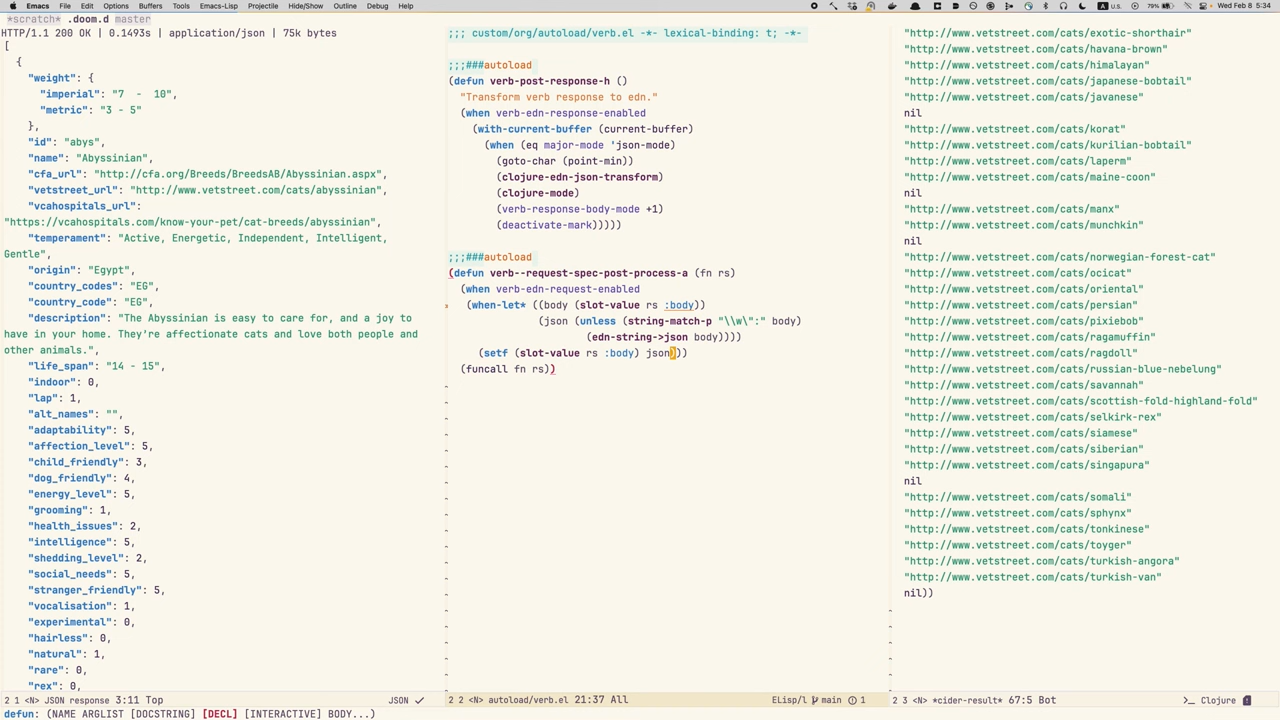 Emacs File Edit Options Buffers Tools Emacs-Lisp Projectile Hide/Show Outline Debug Help
79% A U.S. Wed Feb 8 5:34
*scratch* .doom.d master
HTTP/1.1 200 OK | 0.1493s | application/json | 75k bytes
[
  {
    "weight": {
      "imperial": "7  -  10",
      "metric": "3 - 5"
    },
    "id": "abys",
    "name": "Abyssinian",
    "cfa_url": "http://cfa.org/Breeds/BreedsAB/Abyssinian.aspx",
    "vetstreet_url": "http://www.vetstreet.com/cats/abyssinian",
    "vcahospitals_url":
"https://vcahospitals.com/know-your-pet/cat-breeds/abyssinian",
    "temperament": "Active, Energetic, Independent, Intelligent,
Gentle",
    "origin": "Egypt",
    "country_codes": "EG",
    "country_code": "EG",
    "description": "The Abyssinian is easy to care for, and a joy to
have in your home. They're affectionate cats and love both people and
other animals.",
    "life_span": "14 - 15",
    "indoor": 0,
    "lap": 1,
    "alt_names": "",
    "adaptability": 5,
    "affection_level": 5,
    "child_friendly": 3,
    "dog_friendly": 4,
    "energy_level": 5,
    "grooming": 1,
    "health_issues": 2,
    "intelligence": 5,
    "shedding_level": 2,
    "social_needs": 5,
    "stranger_friendly": 5,
    "vocalisation": 1,
    "experimental": 0,
    "hairless": 0,
    "natural": 1,
    "rare": 0,
    "rex": 0,
2 1 <N> JSON response 3:11 Top JSON ✓
;;; custom/org/autoload/verb.el -*- lexical-binding: t; -*-
;;;###autoload
(defun verb-post-response-h ()
  "Transform verb response to edn."
  (when verb-edn-response-enabled
    (with-current-buffer (current-buffer)
      (when (eq major-mode 'json-mode)
        (goto-char (point-min))
        (clojure-edn-json-transform)
        (clojure-mode)
        (verb-response-body-mode +1)
        (deactivate-mark)))))
;;;###autoload
(defun verb--request-spec-post-process-a (fn rs)
  (when verb-edn-request-enabled
   (when-let* ((body (slot-value rs :body))
               (json (unless (string-match-p "\\w\":" body)
                       (edn-string->json body))))
     (setf (slot-value rs :body) json)))
  (funcall fn rs))
2 2 <N> autoload/verb.el 21:37 All ELisp/l main 1
"http://www.vetstreet.com/cats/exotic-shorthair"
"http://www.vetstreet.com/cats/havana-brown"
"http://www.vetstreet.com/cats/himalayan"
"http://www.vetstreet.com/cats/japanese-bobtail"
"http://www.vetstreet.com/cats/javanese"
nil
"http://www.vetstreet.com/cats/korat"
"http://www.vetstreet.com/cats/kurilian-bobtail"
"http://www.vetstreet.com/cats/laperm"
"http://www.vetstreet.com/cats/maine-coon"
nil
"http://www.vetstreet.com/cats/manx"
"http://www.vetstreet.com/cats/munchkin"
nil
"http://www.vetstreet.com/cats/norwegian-forest-cat"
"http://www.vetstreet.com/cats/ocicat"
"http://www.vetstreet.com/cats/oriental"
"http://www.vetstreet.com/cats/persian"
"http://www.vetstreet.com/cats/pixiebob"
"http://www.vetstreet.com/cats/ragamuffin"
"http://www.vetstreet.com/cats/ragdoll"
"http://www.vetstreet.com/cats/russian-blue-nebelung"
"http://www.vetstreet.com/cats/savannah"
"http://www.vetstreet.com/cats/scottish-fold-highland-fold"
"http://www.vetstreet.com/cats/selkirk-rex"
"http://www.vetstreet.com/cats/siamese"
"http://www.vetstreet.com/cats/siberian"
"http://www.vetstreet.com/cats/singapura"
nil
"http://www.vetstreet.com/cats/somali"
"http://www.vetstreet.com/cats/sphynx"
"http://www.vetstreet.com/cats/tonkinese"
"http://www.vetstreet.com/cats/toyger"
"http://www.vetstreet.com/cats/turkish-angora"
"http://www.vetstreet.com/cats/turkish-van"
nil))
2 3 <N> *cider-result* 67:5 Bot Clojure
defun: (NAME ARGLIST [DOCSTRING] [DECL] [INTERACTIVE] BODY...)